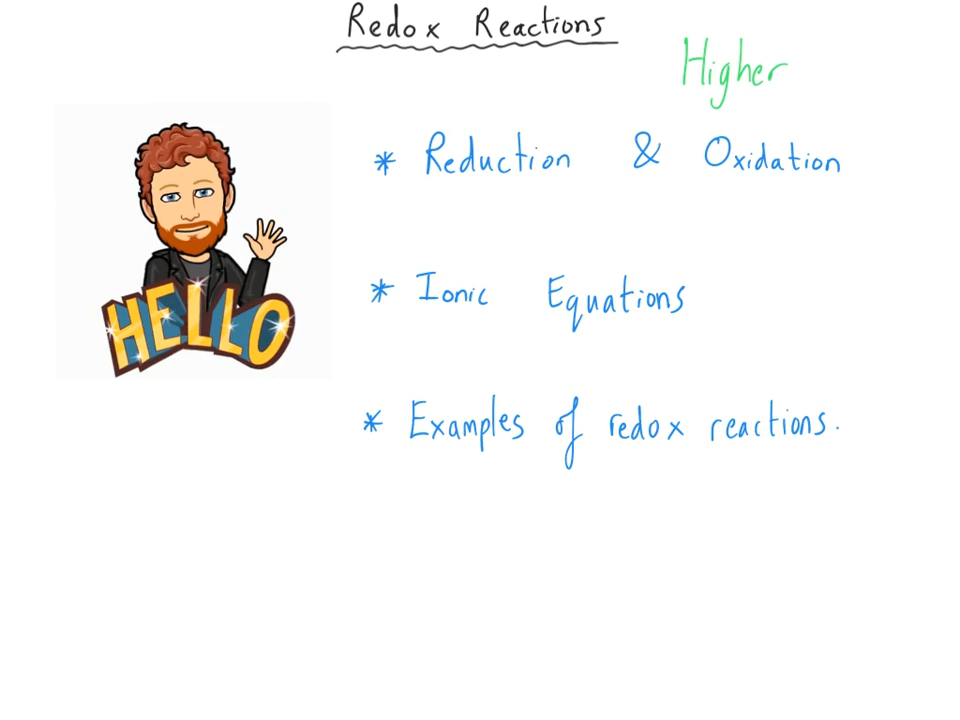 Redox Reactions
Higher
* Reduction & Oxidation
* Ionic Equations
HELLO
* Examples of redox reactions.